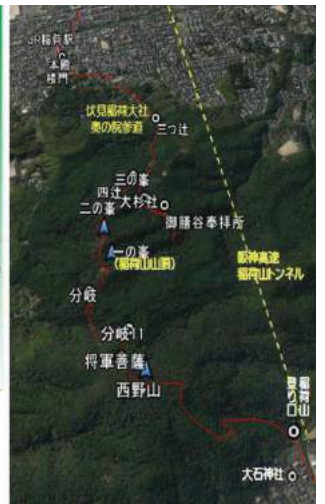 JR稲荷駅
本殿
楼門
伏見稲荷大社
奥の院参道
三つ辻
三の峯
四辻
大杉社
二の峯
御膳谷奉拝所
一の峯
(稲荷山山頂)
阪神高速
稲荷山トンネル
分岐
分岐11
将軍菩薩
西野山
稲荷山
登り口
大石神社